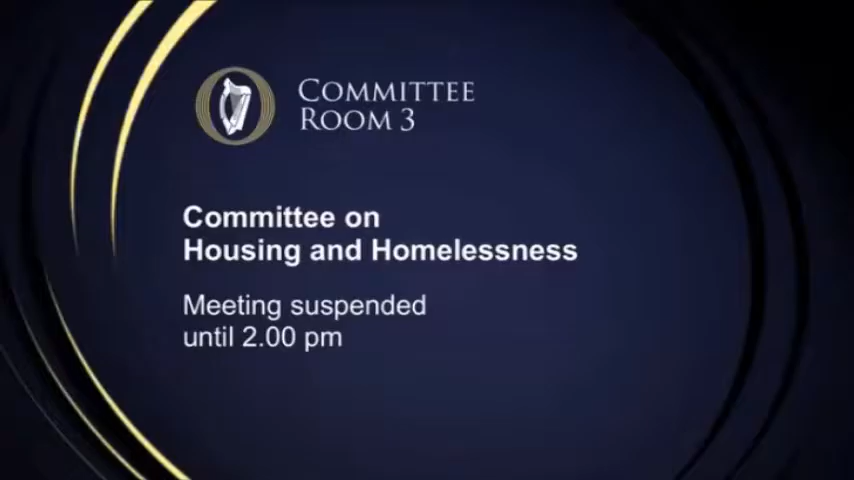 COMMITTEE
ROOM 3
Committee on
Housing and Homelessness
Meeting suspended
until 2.00 pm